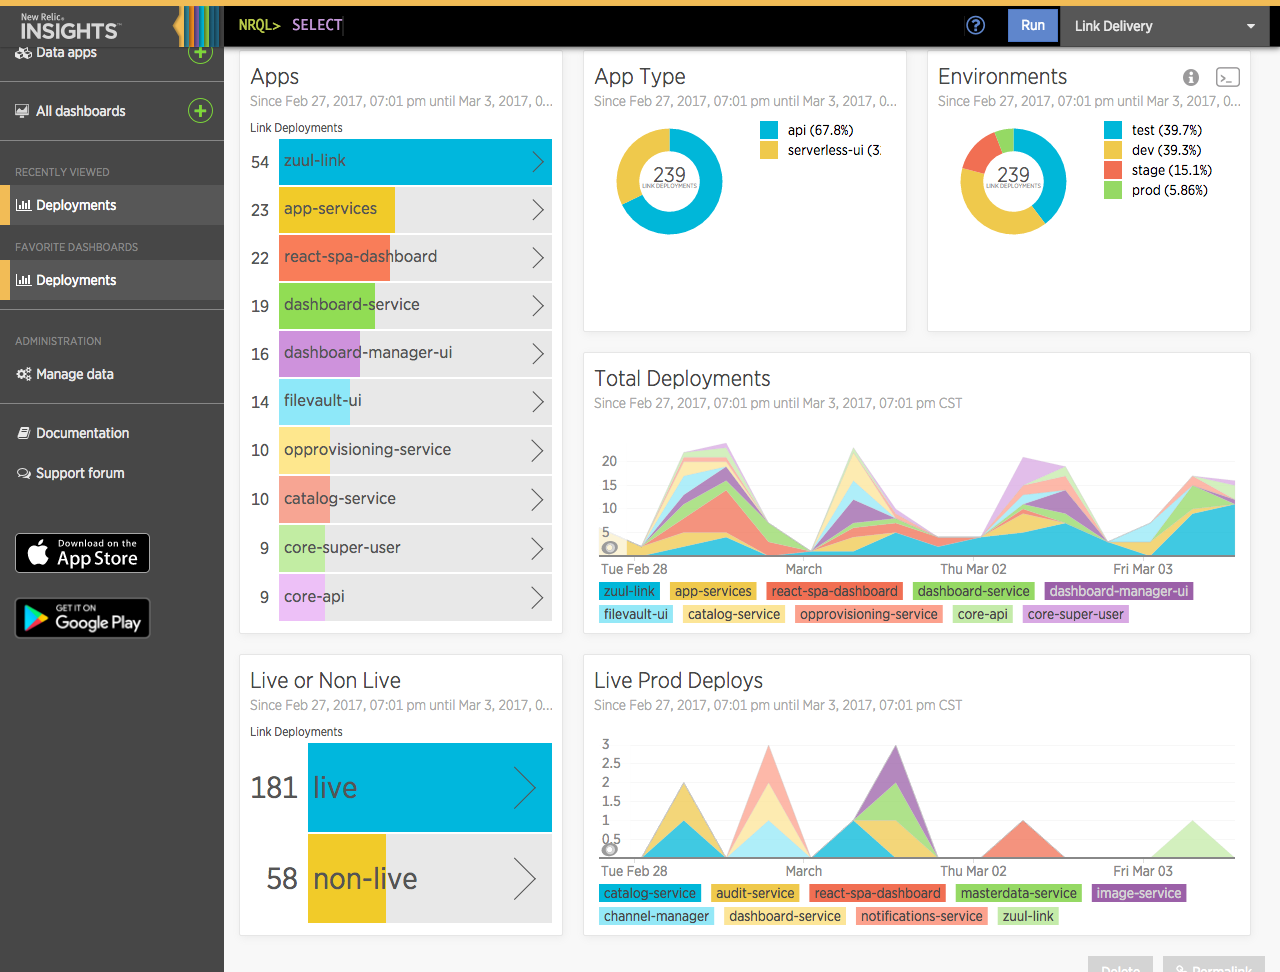 New Relic.
INSIGHTS
NRQL> SELECT
Run
Link Delivery
Data apps
All dashboards
RECENTLY VIEWED
Deployments
FAVORITE DASHBOARDS
Deployments
ADMINISTRATION
Manage data
Documentation
Support forum
Download on the
App Store
GET IT ON
Google Play
Apps
Since Feb 27, 2017, 07:01 pm until Mar 3, 2017, 0...
Link Deployments
54 zuul-link
23 app-services
22 react-spa-dashboard
19 dashboard-service
16 dashboard-manager-ui
14 filevault-ui
10 opprovisioning-service
10 catalog-service
9 core-super-user
9 core-api
App Type
Since Feb 27, 2017, 07:01 pm until Mar 3, 2017, 0...
239
LINK DEPLOYMENTS
api (67.8%)
serverless-ui (3
Environments
Since Feb 27, 2017, 07:01 pm until Mar 3, 2017, 0...
239
LINK DEPLOYMENTS
test (39.7%)
dev (39.3%)
stage (15.1%)
prod (5.86%)
Total Deployments
Since Feb 27, 2017, 07:01 pm until Mar 3, 2017, 07:01 pm CST
20
15
10
5
Tue Feb 28 March Thu Mar 02 Fri Mar 03
zuul-link app-services react-spa-dashboard dashboard-service dashboard-manager-ui
filevault-ui catalog-service opprovisioning-service core-api core-super-user
Live or Non Live
Since Feb 27, 2017, 07:01 pm until Mar 3, 2017, 0...
Link Deployments
181 live
58 non-live
Live Prod Deploys
Since Feb 27, 2017, 07:01 pm until Mar 3, 2017, 07:01 pm CST
3
2.5
2
1.5
1
0.5
Tue Feb 28 March Thu Mar 02 Fri Mar 03
catalog-service audit-service react-spa-dashboard masterdata-service image-service
channel-manager dashboard-service notifications-service zuul-link
Delete Permalink